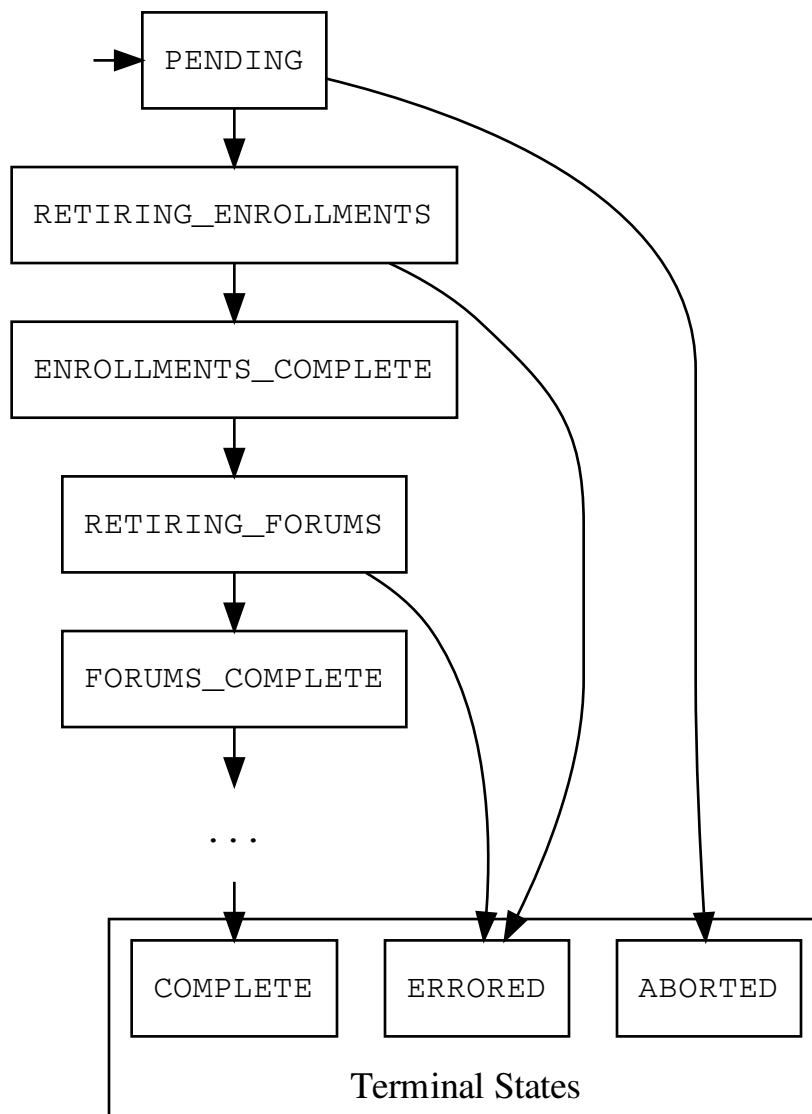 PENDING
RETIRING_ENROLLMENTS
ENROLLMENTS_COMPLETE
RETIRING_FORUMS
FORUMS_COMPLETE
...
COMPLETE
ERRORED
ABORTED
Terminal States